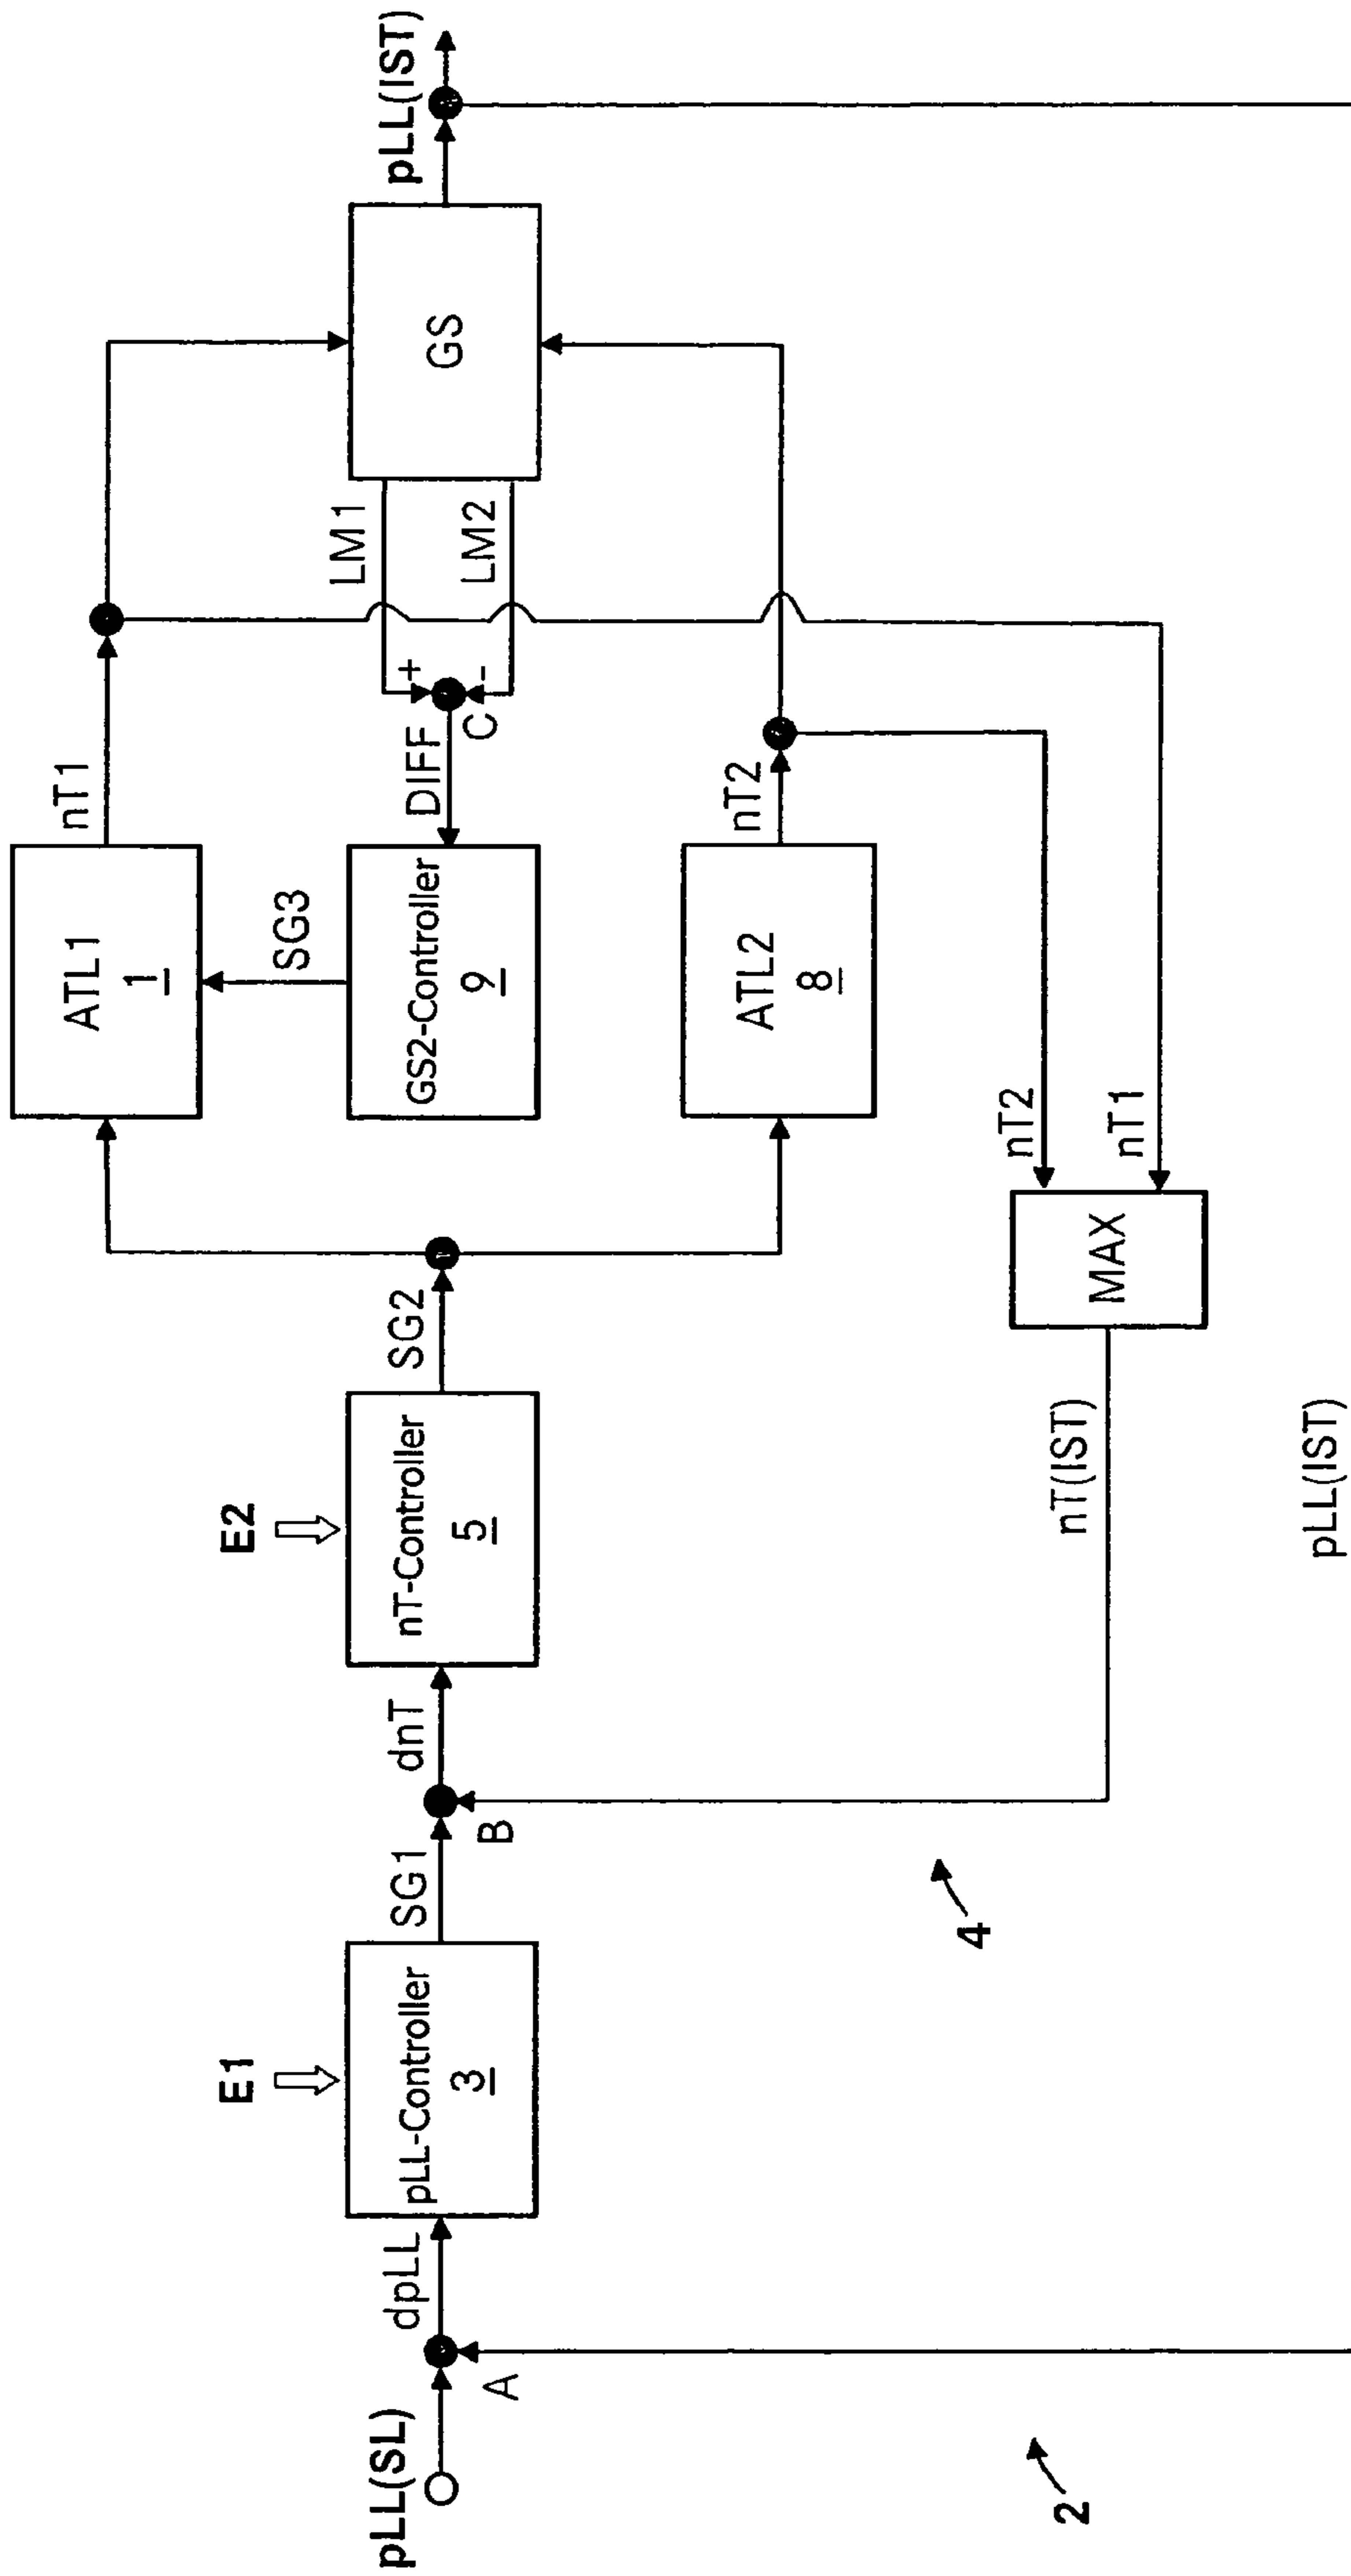 pLL(SL)
A
dpLL
E1
pLL-Controller
3
SG1
B
dnT
E2
nT-Controller
5
SG2
ATL1
1
nT1
SG3
GS2-Controller
9
DIFF
C
+
-
LM1
LM2
GS
pLL(IST)
ATL2
8
nT2
nT2
nT1
MAX
nT(IST)
4
pLL(IST)
2